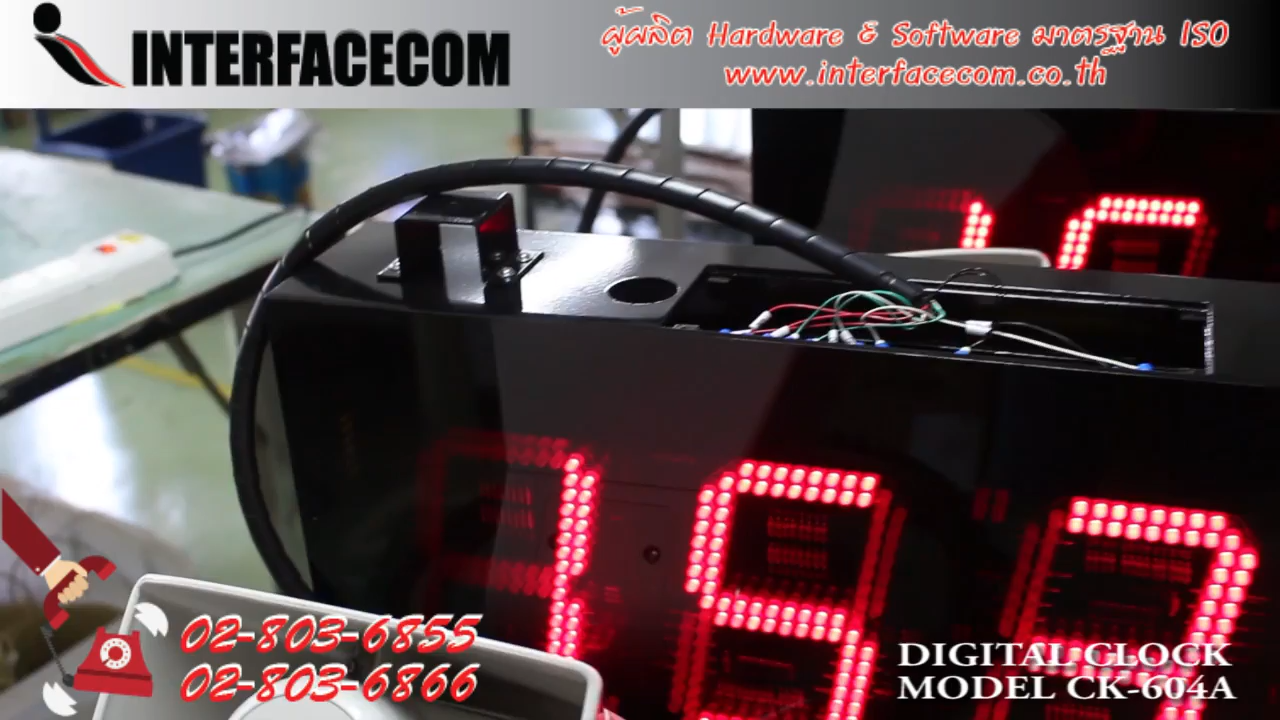 INTERFACECOM
ผู้ผลิต Hardware & Software มาตรฐาน ISO
www.interfacecom.co.th
02-803-6855
02-803-6866
DIGITAL CLOCK
MODEL CK-604A